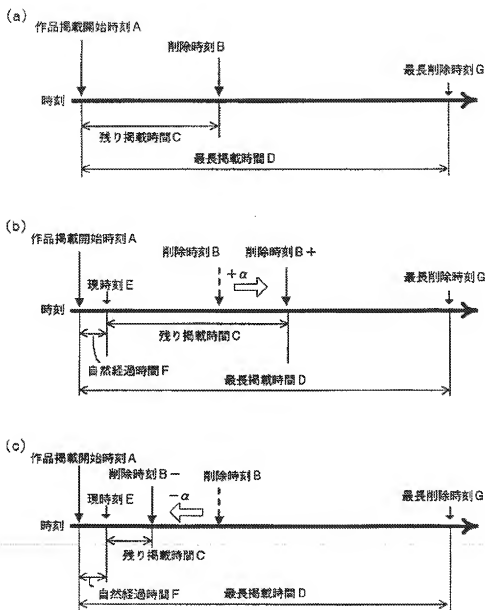 (a)
作品掲載開始時刻A
削除時刻B
最長削除時刻G
時刻
残り掲載時間C
最長掲載時間D
(b)
作品掲載開始時刻A
削除時刻B
削除時刻B+
最長削除時刻G
現時刻E
+α
時刻
残り掲載時間C
自然経過時間F
最長掲載時間D
(c)
作品掲載開始時刻A
削除時刻B−
削除時刻B
最長削除時刻G
現時刻E
−α
時刻
残り掲載時間C
自然経過時間F
最長掲載時間D